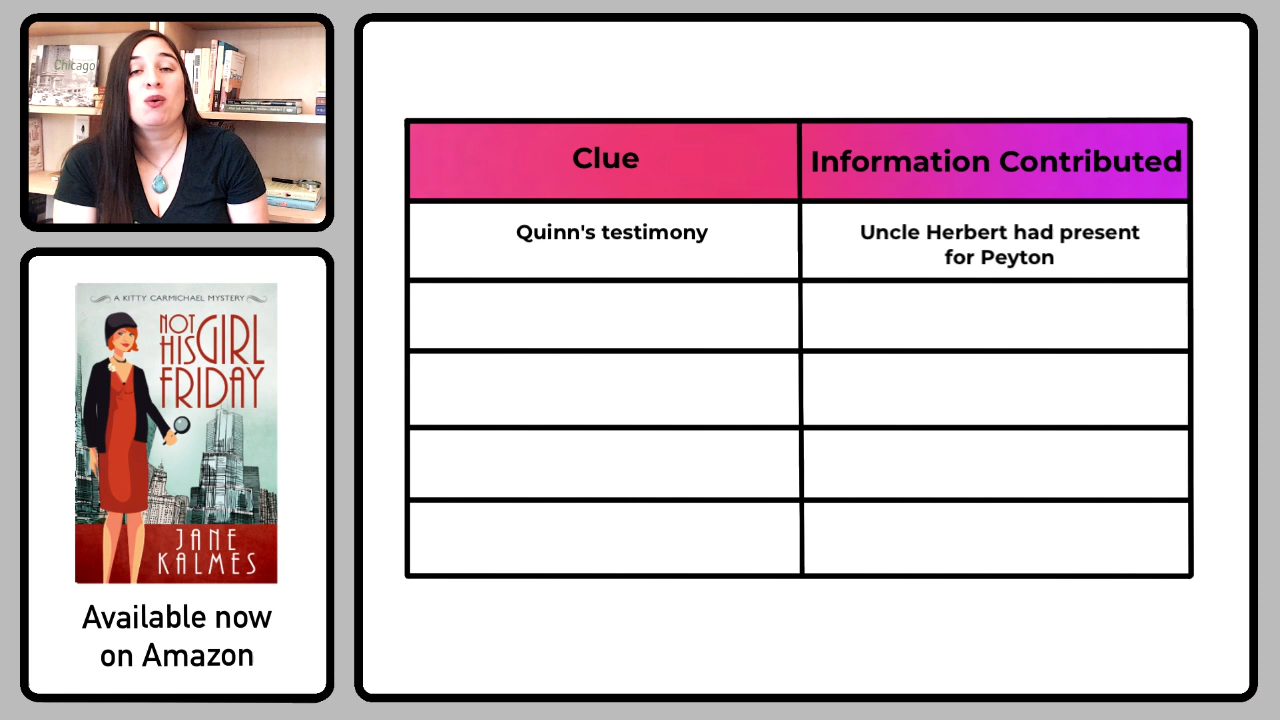 Chicago
A KITTY CARMICHAEL MYSTERY
NOT
HIS GIRL
FRIDAY
JANE
KALMES
Available now
on Amazon
Clue
Information Contributed
Quinn's testimony
Uncle Herbert had present
for Peyton